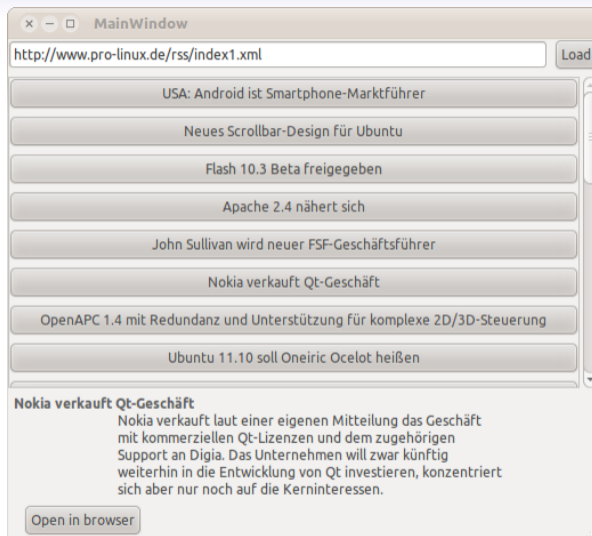 MainWindow
http://www.pro-linux.de/rss/index1.xml
Load
USA: Android ist Smartphone-Marktführer
Neues Scrollbar-Design für Ubuntu
Flash 10.3 Beta freigegeben
Apache 2.4 nähert sich
John Sullivan wird neuer FSF-Geschäftsführer
Nokia verkauft Qt-Geschäft
OpenAPC 1.4 mit Redundanz und Unterstützung für komplexe 2D/3D-Steuerung
Ubuntu 11.10 soll Oneiric Ocelot heißen
Nokia verkauft Qt-Geschäft
Nokia verkauft laut einer eigenen Mitteilung das Geschäft
mit kommerziellen Qt-Lizenzen und dem zugehörigen
Support an Digia. Das Unternehmen will zwar künftig
weiterhin in die Entwicklung von Qt investieren, konzentriert
sich aber nur noch auf die Kerninteressen.
Open in browser